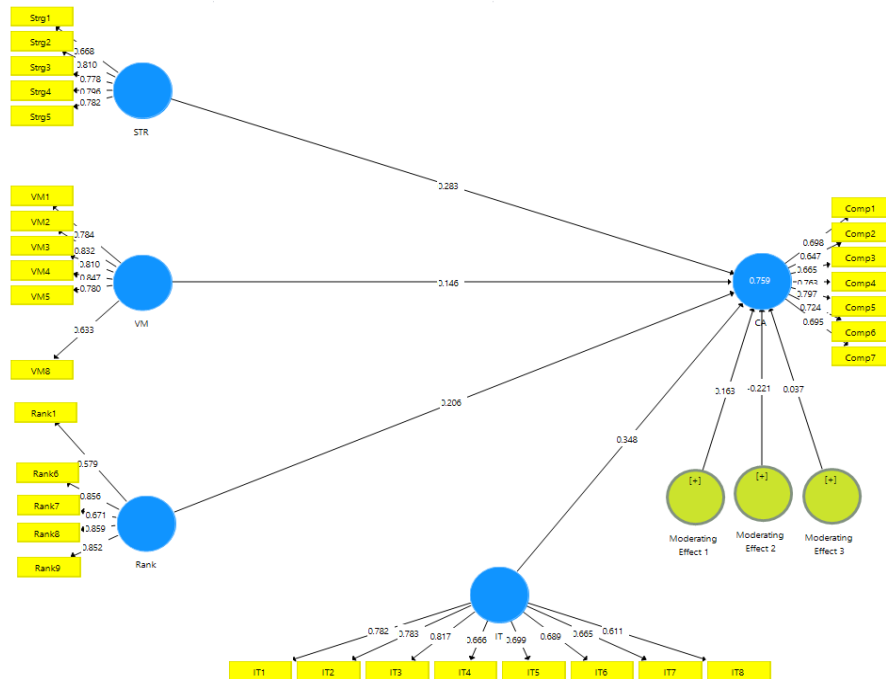 Strg1
Strg2
Strg3
Strg4
Strg5
0.668
0.810
0.778
0.796
0.782
STR
0.283
VM1
VM2
VM3
VM4
VM5
VM8
0.784
0.832
0.810
0.847
0.780
0.633
VM
0.146
Rank1
Rank6
Rank7
Rank8
Rank9
0.579
0.856
0.671
0.859
0.852
Rank
0.206
0.348
0.759
CA
Comp1
Comp2
Comp3
Comp4
Comp5
Comp6
Comp7
0.698
0.647
0.665
0.763
0.797
0.724
0.695
0.163
-0.221
0.037
[+]
[+]
[+]
Moderating
Effect 1
Moderating
Effect 2
Moderating
Effect 3
IT
0.782
0.783
0.817
0.666
0.699
0.689
0.665
0.611
IT1
IT2
IT3
IT4
IT5
IT6
IT7
IT8